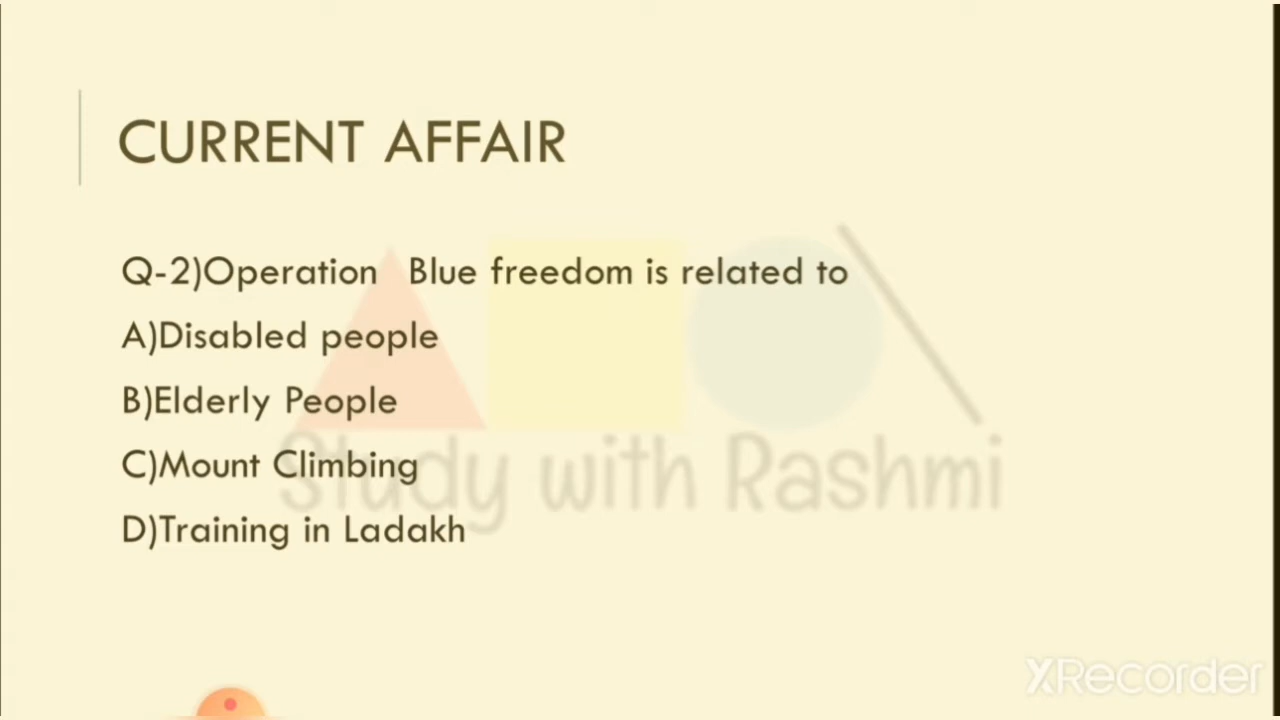 CURRENT AFFAIR
Q-2)Operation Blue freedom is related to
A)Disabled people
B)Elderly People
C)Mount Climbing
D)Training in Ladakh
Study with Rashmi
XRecorder